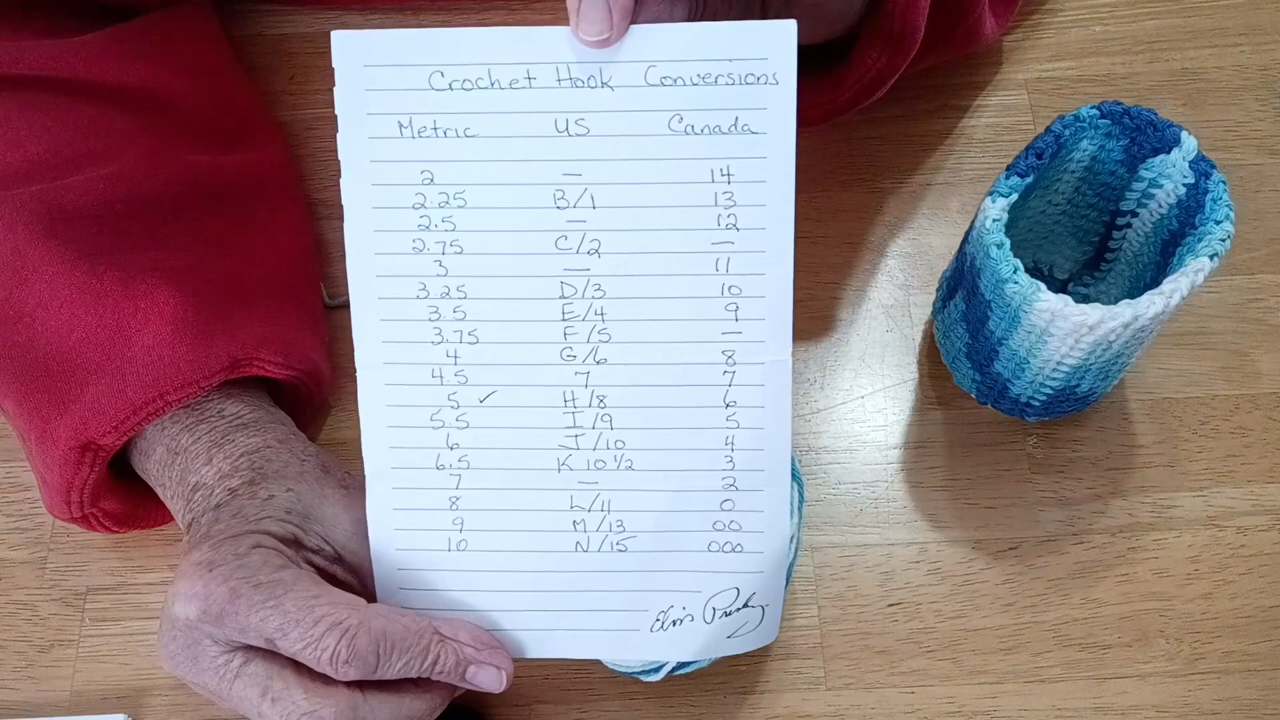 Crochet Hook Conversions
Metric US Canada
2 — 14
2.25 B/1 13
2.5 — 12
2.75 C/2 —
3 — 11
3.25 D/3 10
3.5 E/4 9
3.75 F/5 —
4 G/6 8
4.5 7 7
5 ✓ H/8 6
5.5 I/9 5
6 J/10 4
6.5 K 10 1/2 3
7 — 2
8 L/11 0
9 M/13 00
10 N/15 000
Elvis Presley